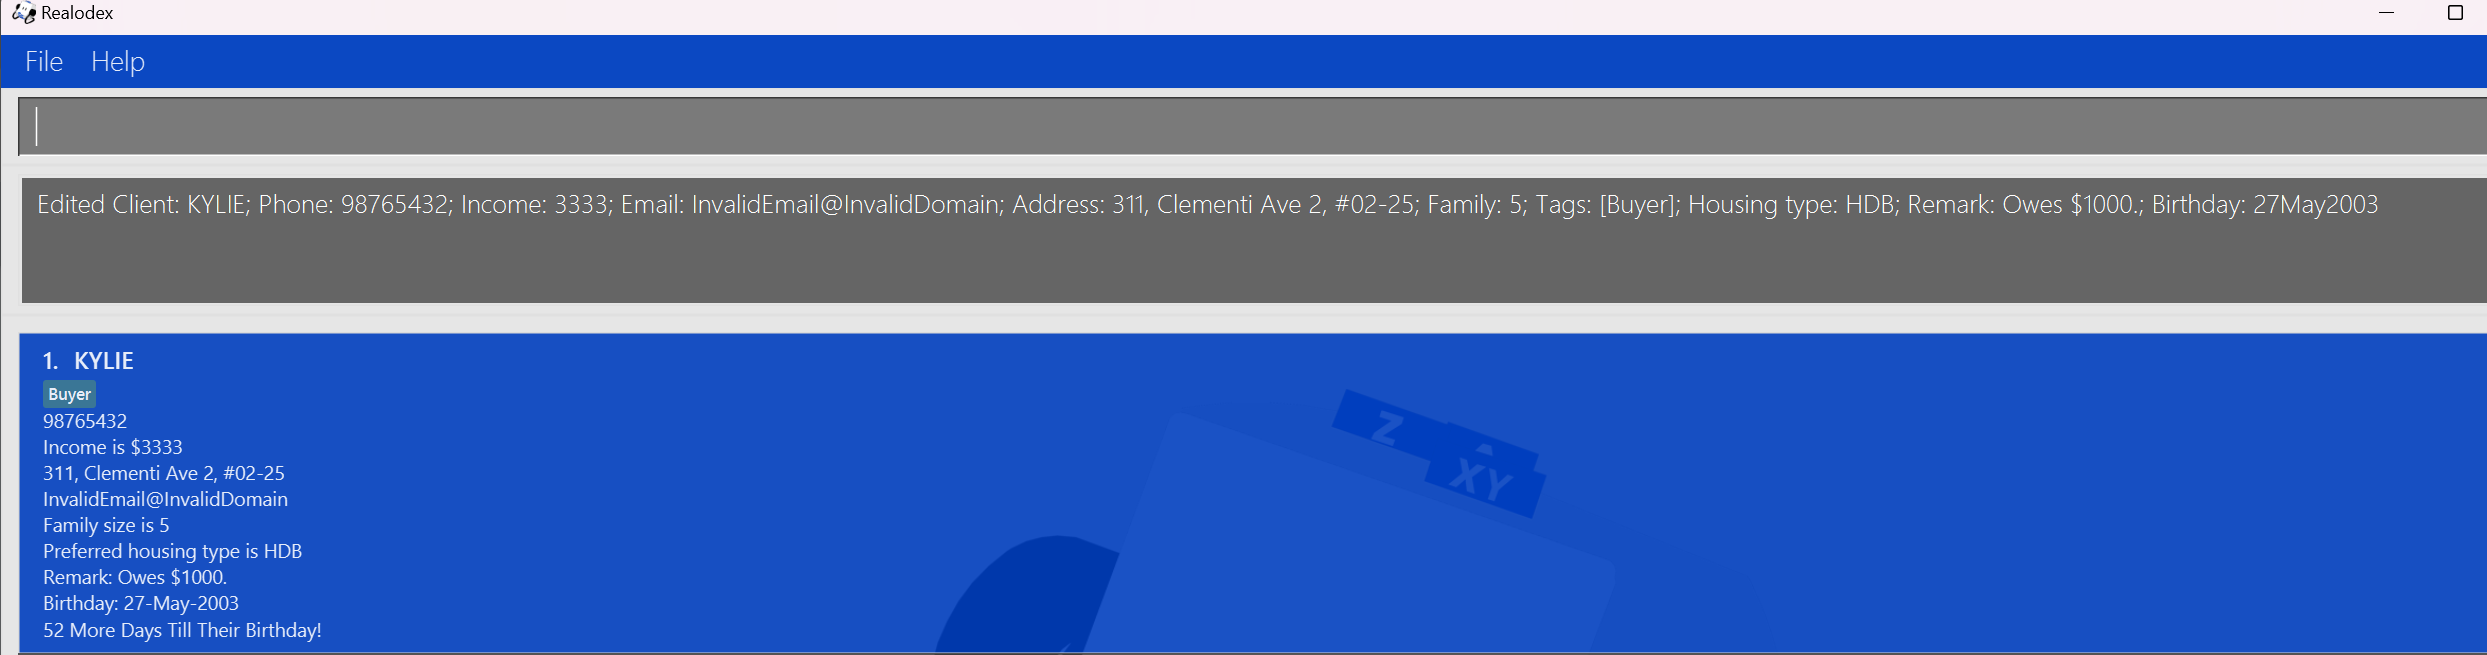 Realodex
File Help
Edited Client: KYLIE; Phone: 98765432; Income: 3333; Email: InvalidEmail@InvalidDomain; Address: 311, Clementi Ave 2, #02-25; Family: 5; Tags: [Buyer]; Housing type: HDB; Remark: Owes $1000.; Birthday: 27May2003
1. KYLIE
Buyer
98765432
Income is $3333
311, Clementi Ave 2, #02-25
InvalidEmail@InvalidDomain
Family size is 5
Preferred housing type is HDB
Remark: Owes $1000.
Birthday: 27-May-2003
52 More Days Till Their Birthday!
Z
XY